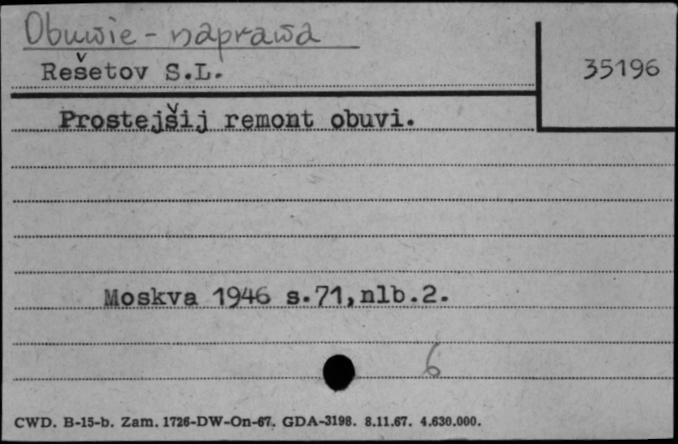 Obuwie - naprawa
Rešetov S.L.
35196
Prostejšij remont obuvi.
Moskva 1946 s.71,nlb.2.
6
CWD. B-15-b. Zam. 1726-DW-On-67. GDA-3198. 8.11.67. 4.630.000.